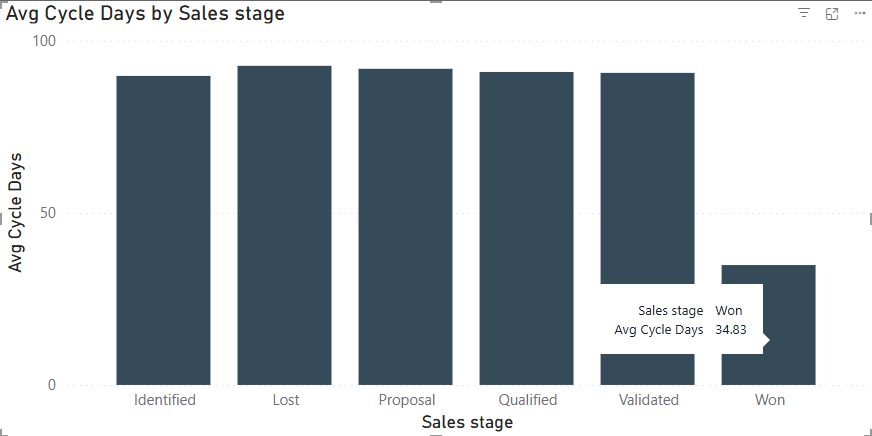 Avg Cycle Days by Sales stage
100
50
0
Avg Cycle Days
Sales stage Won
Avg Cycle Days 34.83
Identified Lost Proposal Qualified Validated Won
Sales stage